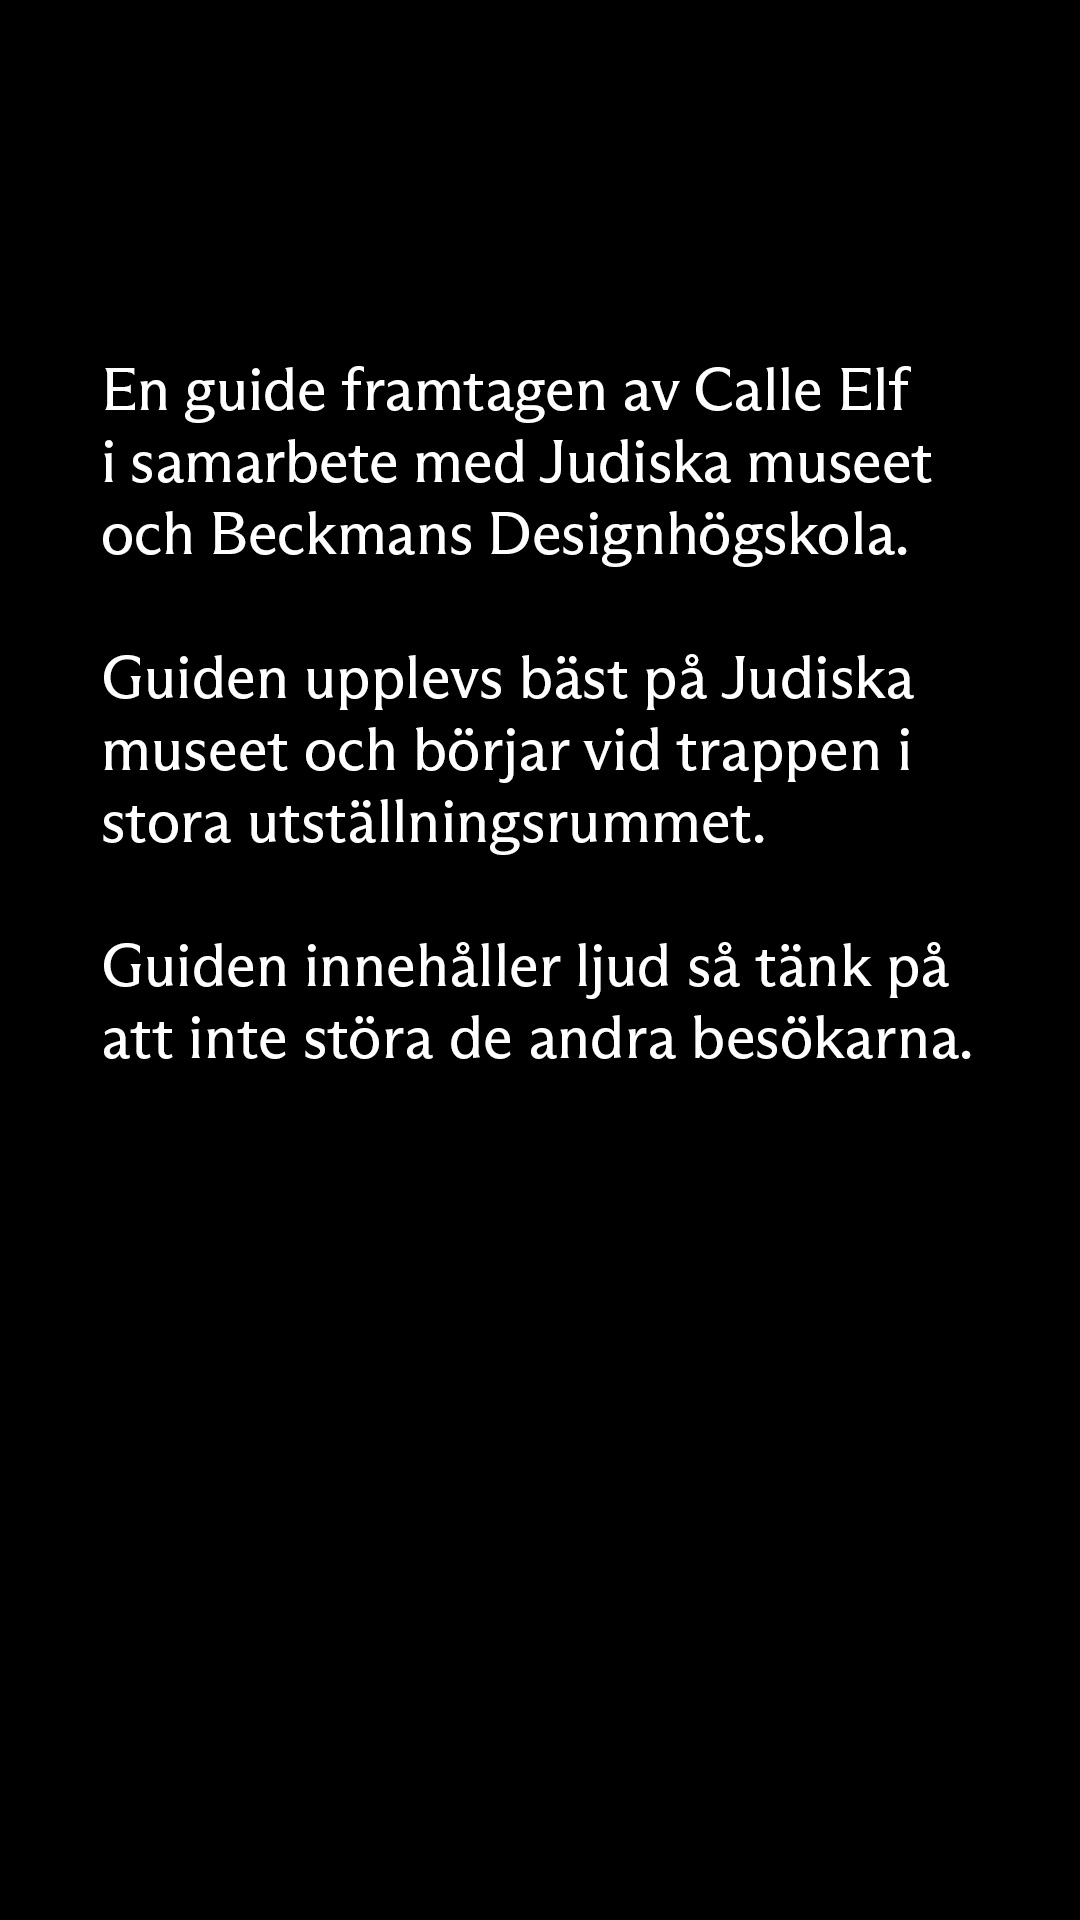 En guide framtagen av Calle Elf
i samarbete med Judiska museet
och Beckmans Designhögskola.
Guiden upplevs bäst på Judiska
museet och börjar vid trappen i
stora utställningsrummet.
Guiden innehåller ljud så tänk på
att inte störa de andra besökarna.